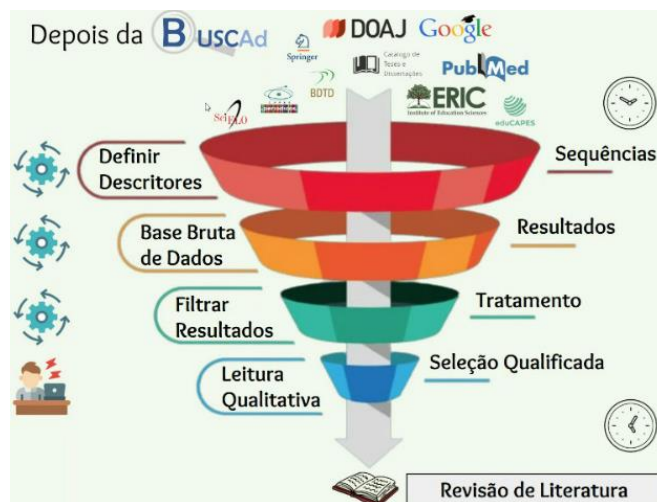 Depois da BUSCAd
DOAJ
Google
Springer
Catálogo de
Teses e
Dissertações
PubMed
BDTD
ERIC
Institute of Education Sciences
SciELO
eduCAPES
Definir
Descritores
Sequências
Base Bruta
de Dados
Resultados
Filtrar
Resultados
Tratamento
Leitura
Qualitativa
Seleção Qualificada
Revisão de Literatura